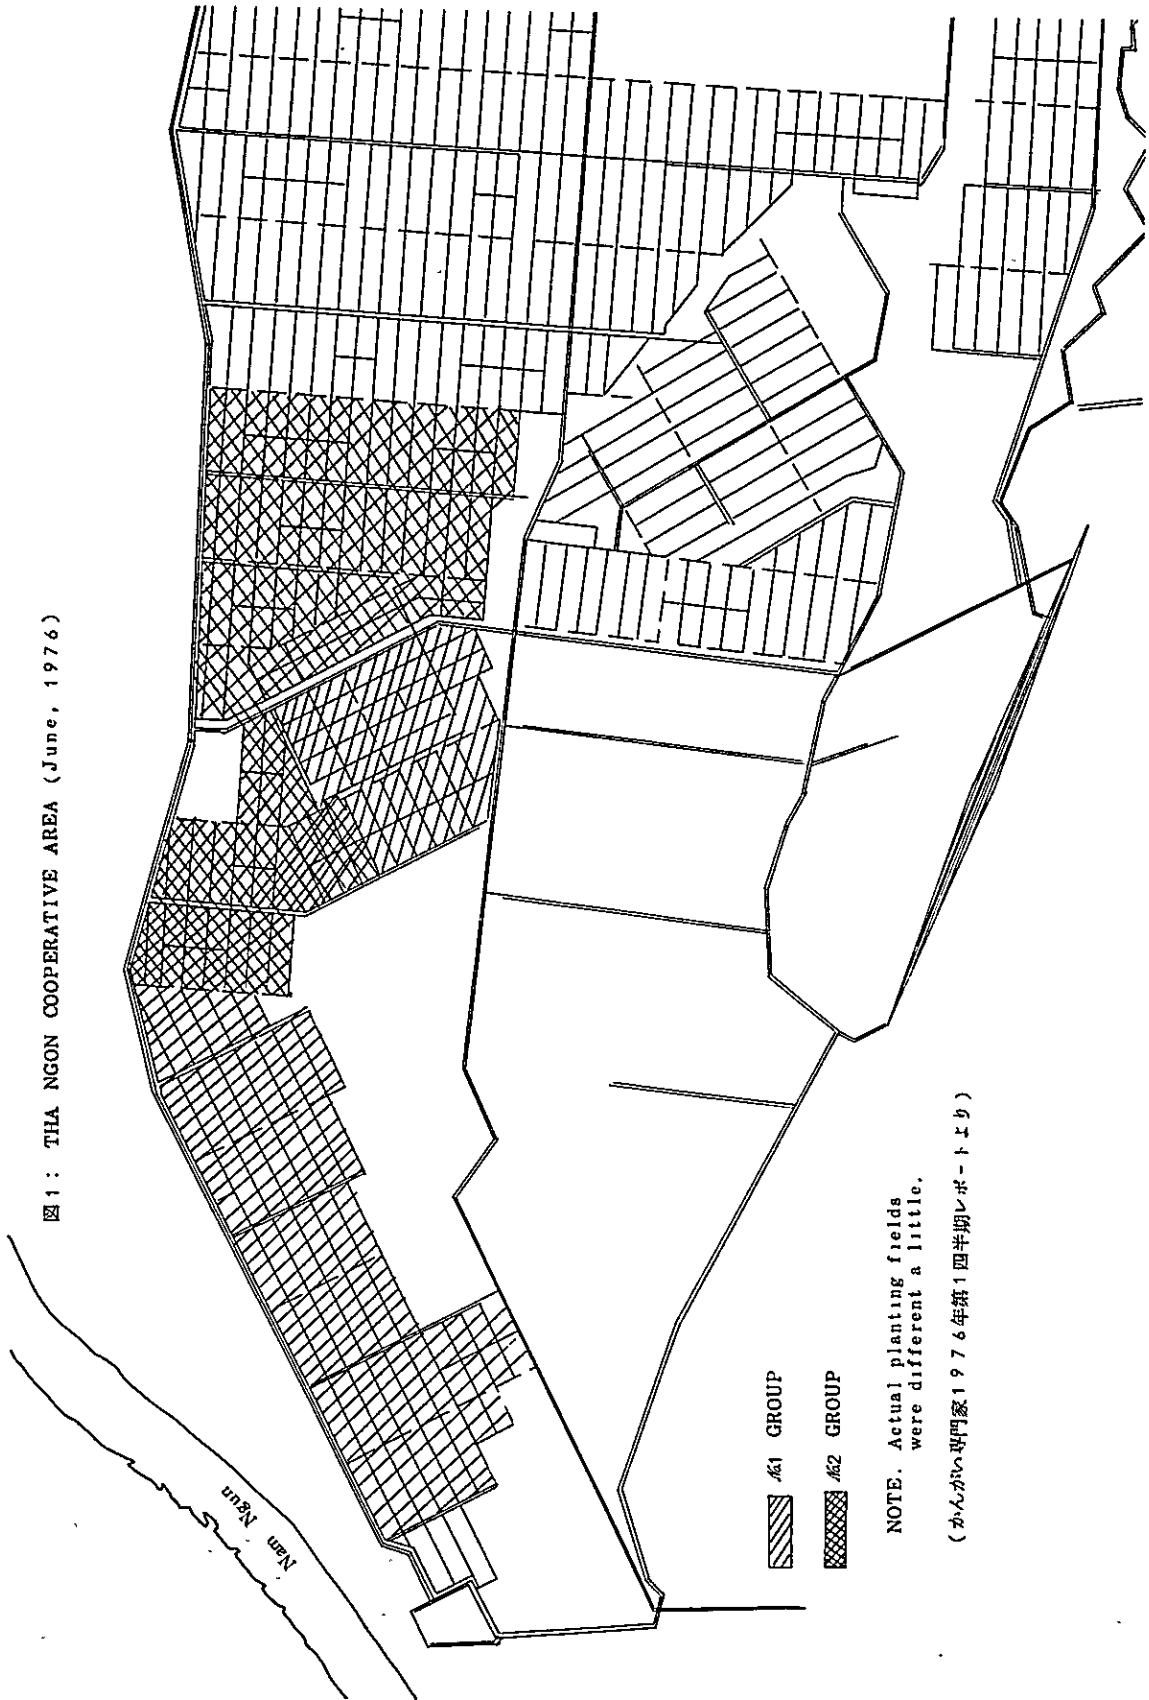 図1: THA NGON COOPERATIVE AREA (June, 1976)
Nam Ngun
№1 GROUP
№2 GROUP
NOTE. Actual planting fields
were different a little.
(かんがい専門家1976年第1四半期レポートより)